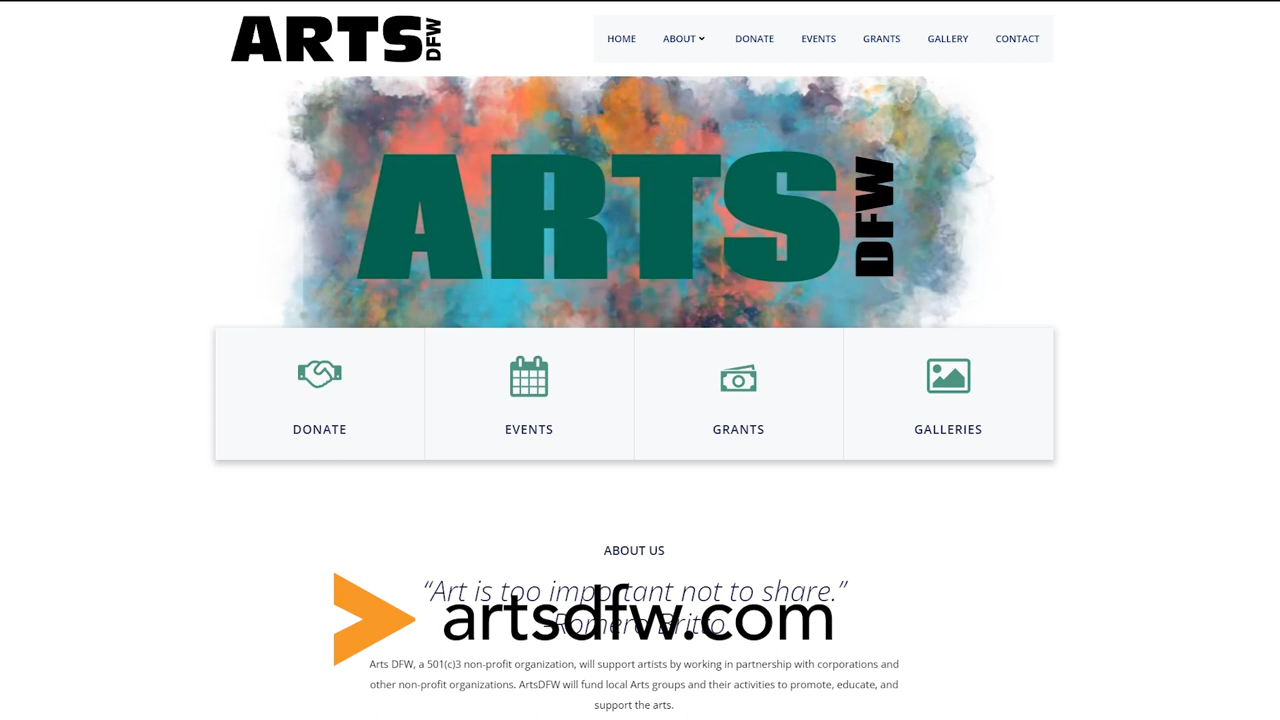 ARTS DFW
HOME ABOUT DONATE EVENTS GRANTS GALLERY CONTACT
ARTS DFW
DONATE EVENTS GRANTS GALLERIES
ABOUT US
“Art is too important not to share.”
-Romero Britto
artsdfw.com
Arts DFW, a 501(c)3 non-profit organization, will support artists by working in partnership with corporations and
other non-profit organizations. ArtsDFW will fund local Arts groups and their activities to promote, educate, and
support the arts.